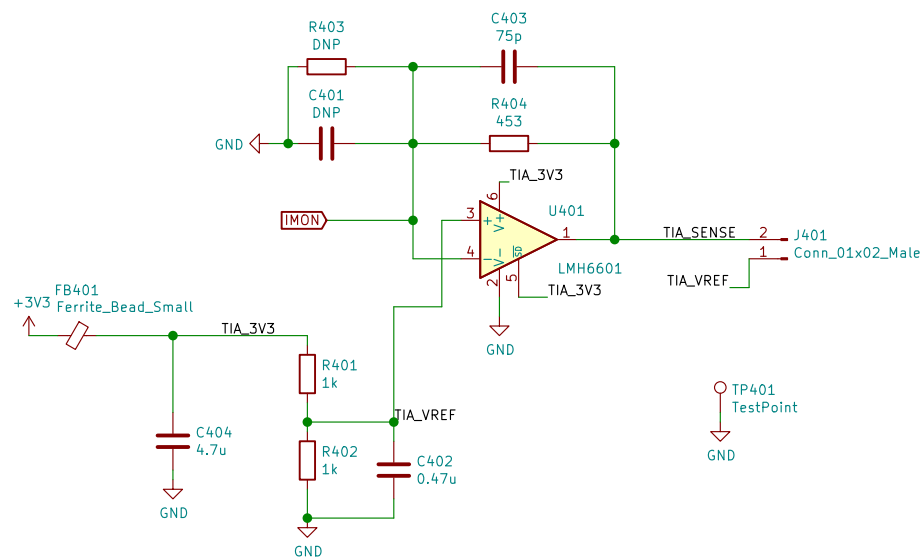 R403
DNP
C403
75p
C401
DNP
R404
453
GND
TIA_3V3
6
V+
U401
IMON
3
+
1
TIA_SENSE
2
J401
4
-
V-
SD
LMH6601
1
Conn_01x02_Male
2
5
TIA_VREF
TIA_3V3
FB401
Ferrite_Bead_Small
+3V3
TIA_3V3
GND
R401
1k
TP401
TestPoint
TIA_VREF
C404
4.7u
R402
1k
C402
0.47u
GND
GND
GND